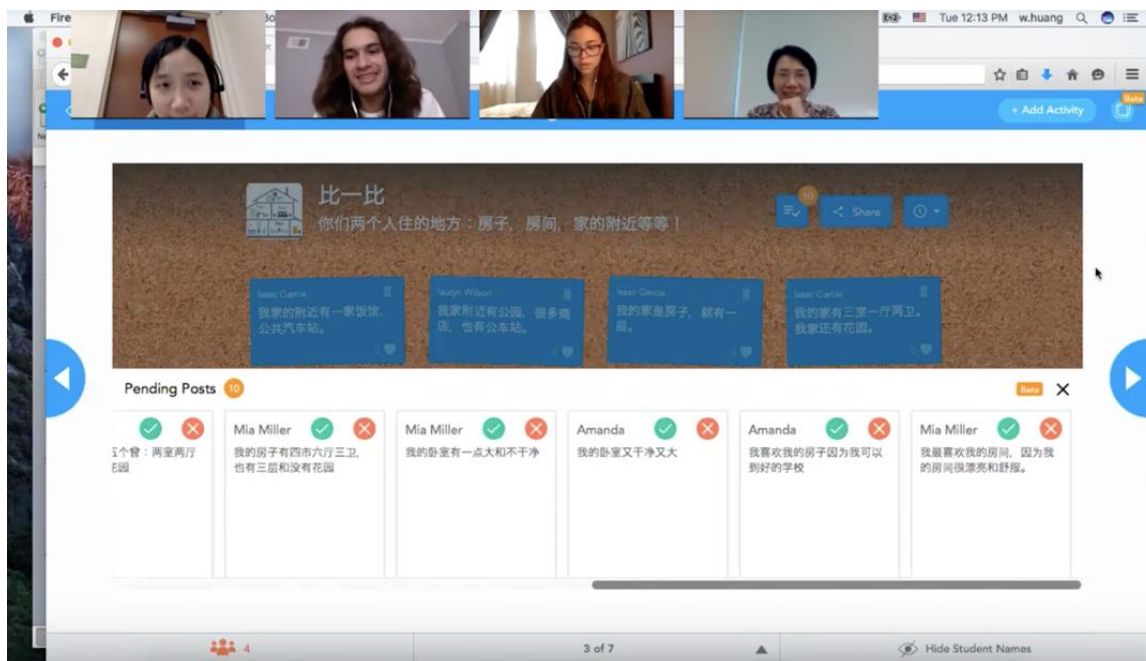 Fire
Tue 12:13 PM w.huang
Beta
+ Add Activity
比一比
你们两个人住的地方：房子，房间，家的附近等等！
10
Share
Isaac Garcia
我家的附近有一家饭馆、
公共汽车站。
我家附近有公园，很多商
店，也有公车站。
Isaac Garcia
我的家是房子，就有一
层。
Isaac Garcia
我的家有三室一厅两卫。
我家还有花园。
Pending Posts 10
Beta
五个曾：两室两厅
花园
Mia Miller
我的房子有四市六厅三卫,
也有三层和没有花园
Mia Miller
我的卧室有一点大和不干净
Amanda
我的卧室又干净又大
Amanda
我喜欢我的房子因为我可以
到好的学校
Mia Miller
我最喜欢我的房间，因为我
的房间很漂亮和舒服。
4
3 of 7
Hide Student Names